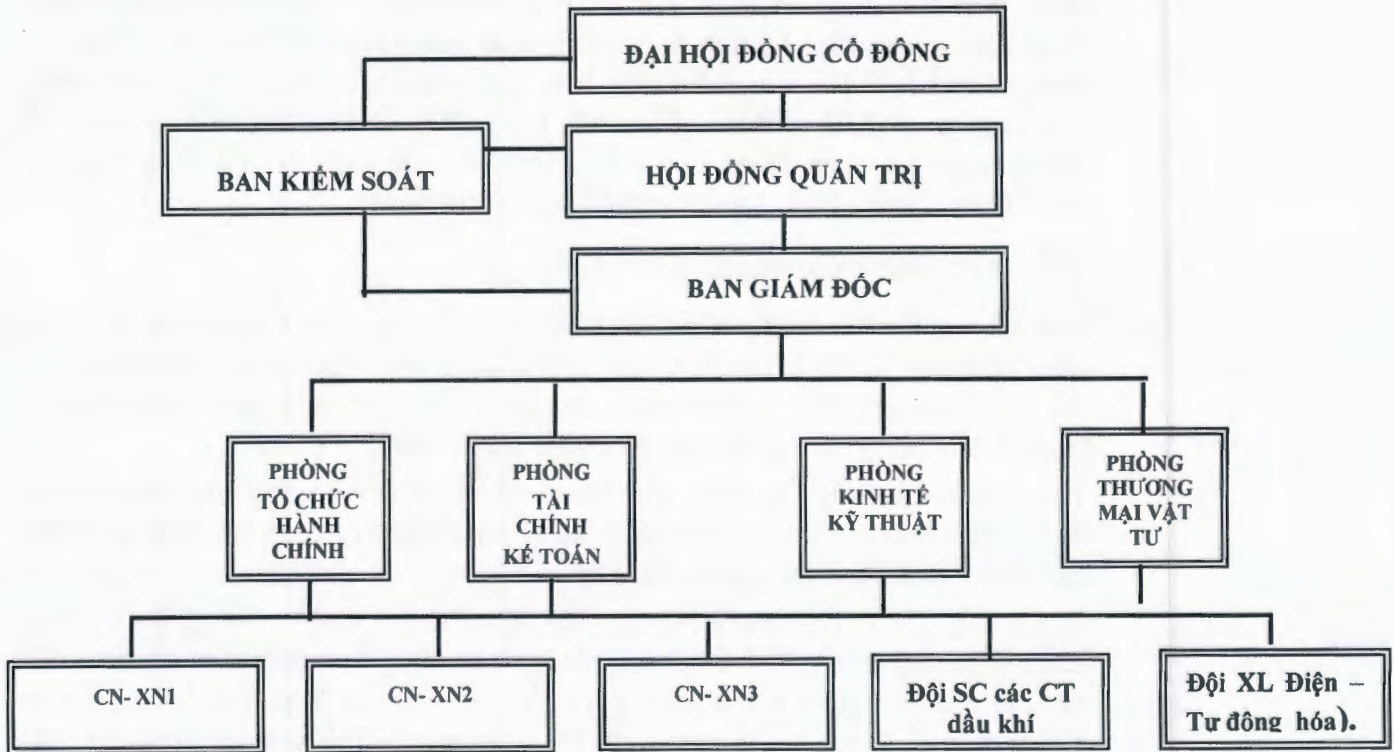 ĐẠI HỘI ĐỒNG CỔ ĐÔNG
BAN KIỂM SOÁT
HỘI ĐỒNG QUẢN TRỊ
BAN GIÁM ĐỐC
PHÒNG
TỔ CHỨC
HÀNH
CHÍNH
PHÒNG
TÀI
CHÍNH
KẾ TOÁN
PHÒNG
KINH TẾ
KỸ THUẬT
PHÒNG
THƯƠNG
MẠI VẬT
TƯ
CN- XN1
CN- XN2
CN- XN3
Đội SC các CT
dầu khí
Đội XL Điện –
Tự động hóa).